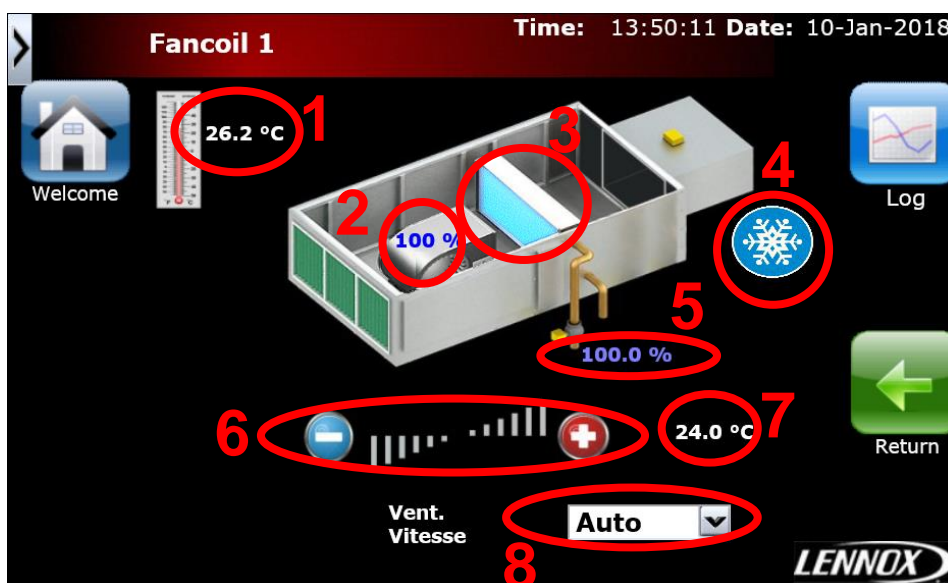 Fancoil 1
Time: 13:50:11 Date: 10-Jan-2018
Welcome
26.2 °C
1
2
100 %
3
4
Log
5
100.0 %
6
7
24.0 °C
Return
Vent.
Vitesse
Auto
8
LENNOX